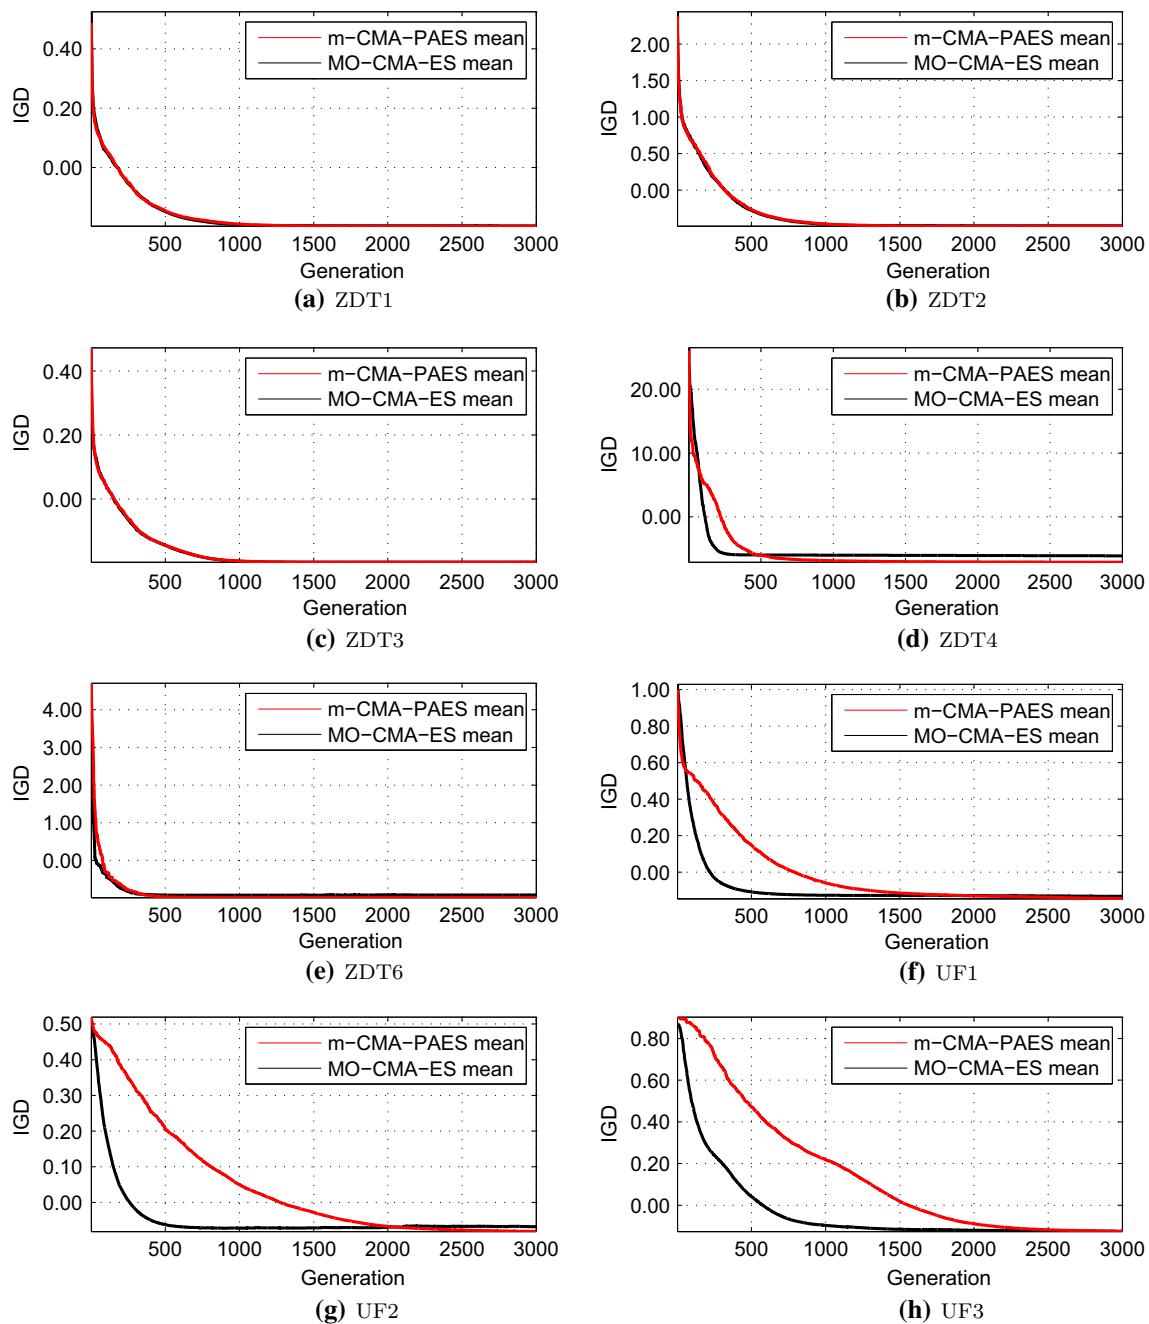 m−CMA−PAES mean
MO−CMA−ES mean
IGD
0.40
0.20
0.00
500 1000 1500 2000 2500 3000
Generation
(a) ZDT1
m−CMA−PAES mean
MO−CMA−ES mean
IGD
2.00
1.50
1.00
0.50
0.00
500 1000 1500 2000 2500 3000
Generation
(b) ZDT2
m−CMA−PAES mean
MO−CMA−ES mean
IGD
0.40
0.20
0.00
500 1000 1500 2000 2500 3000
Generation
(c) ZDT3
m−CMA−PAES mean
MO−CMA−ES mean
IGD
20.00
10.00
0.00
500 1000 1500 2000 2500 3000
Generation
(d) ZDT4
m−CMA−PAES mean
MO−CMA−ES mean
IGD
4.00
3.00
2.00
1.00
0.00
500 1000 1500 2000 2500 3000
Generation
(e) ZDT6
m−CMA−PAES mean
MO−CMA−ES mean
IGD
1.00
0.80
0.60
0.40
0.20
0.00
500 1000 1500 2000 2500 3000
Generation
(f) UF1
m−CMA−PAES mean
MO−CMA−ES mean
IGD
0.50
0.40
0.30
0.20
0.10
0.00
500 1000 1500 2000 2500 3000
Generation
(g) UF2
m−CMA−PAES mean
MO−CMA−ES mean
IGD
0.80
0.60
0.40
0.20
0.00
500 1000 1500 2000 2500 3000
Generation
(h) UF3